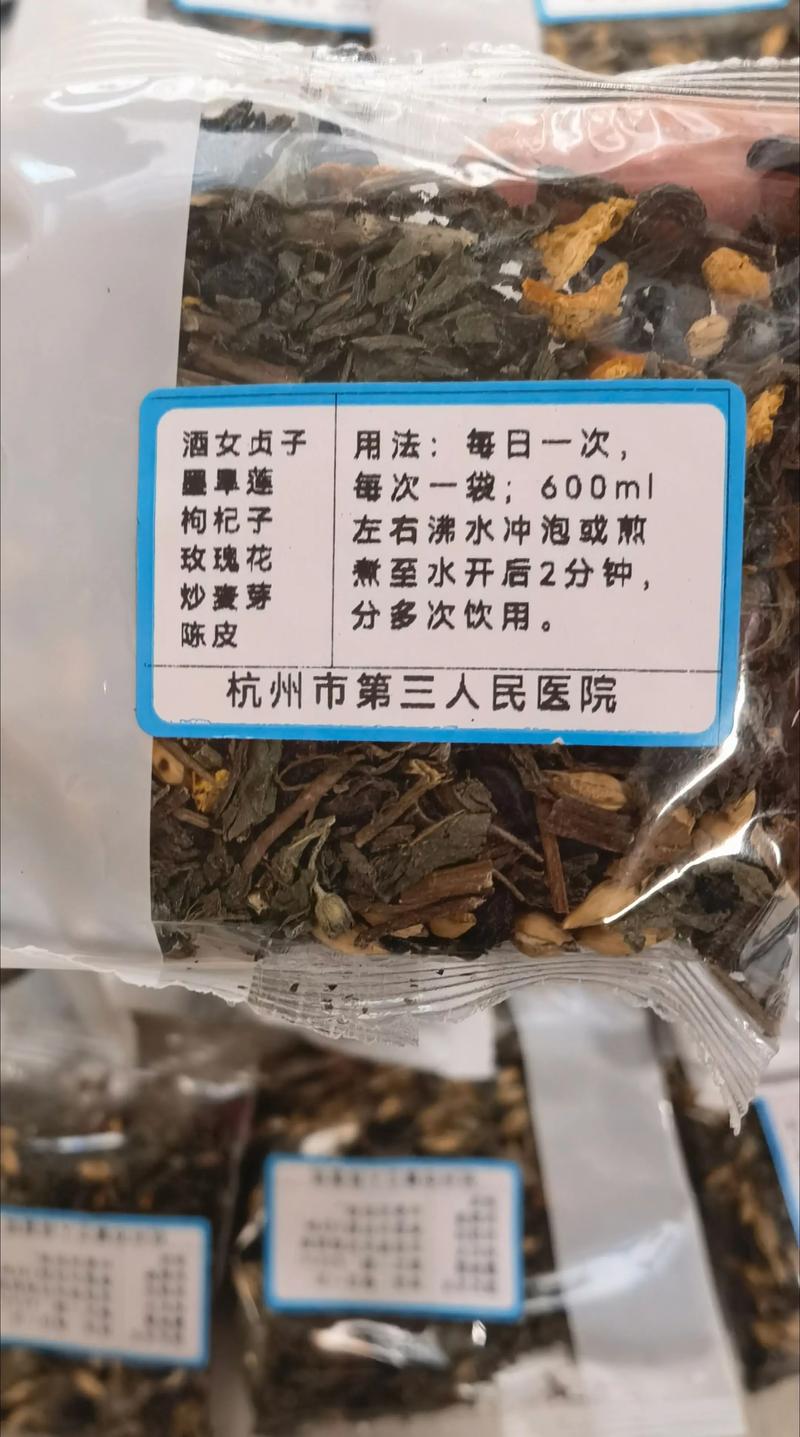 酒女贞子
墨旱莲
枸杞子
玫瑰花
炒麦芽
陈皮
用法：每日一次，
每次一袋；600ml
左右沸水冲泡或煎
煮至水开后2分钟，
分多次饮用。
杭州市第三人民医院